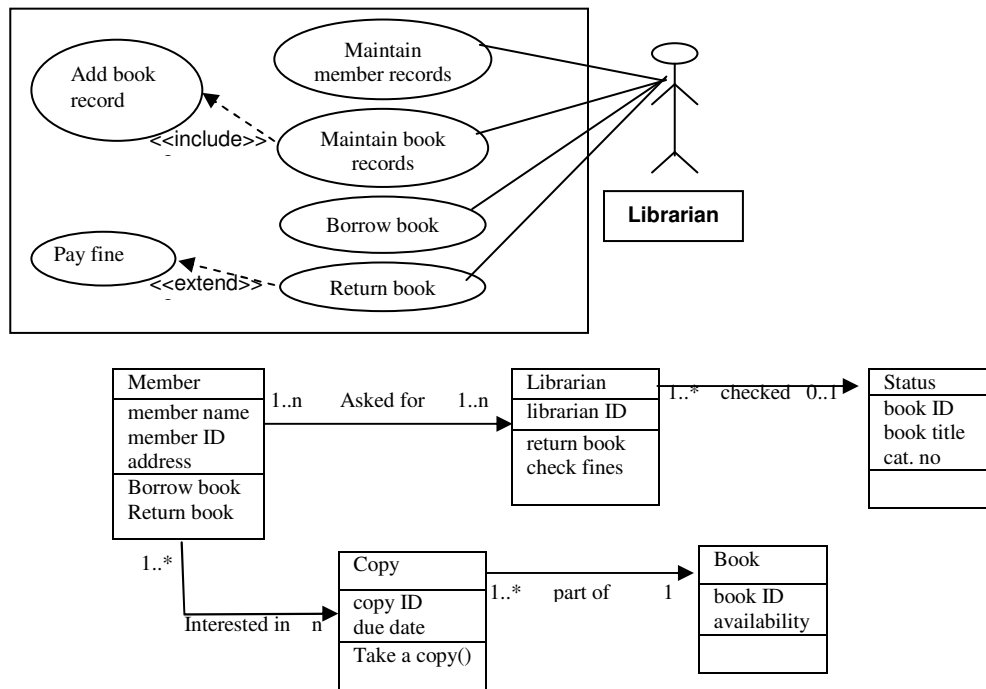 Maintain
member records
Add book
record
<<include>>
Maintain book
records
Borrow book
Librarian
Pay fine
<<extend>>
Return book
Member
member name
member ID
address
Borrow book
Return book
1..n Asked for 1..n
Librarian
librarian ID
return book
check fines
1..* checked 0..1
Status
book ID
book title
cat. no
1..*
Interested in n
Copy
copy ID
due date
Take a copy()
1..* part of 1
Book
book ID
availability